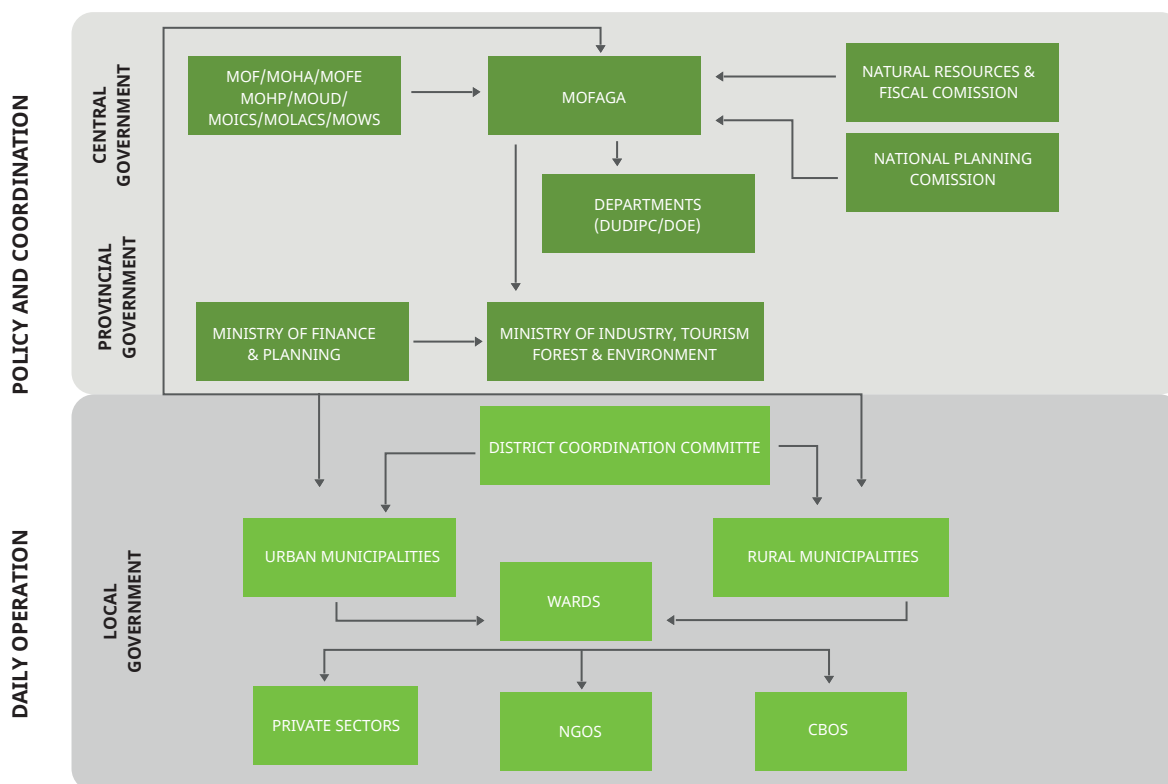 POLICY AND COORDINATION
CENTRAL
GOVERNMENT
MOF/MOHA/MOFE
MOHP/MOUD/
MOICS/MOLACS/MOWS
MOFAGA
NATURAL RESOURCES &
FISCAL COMISSION
NATIONAL PLANNING
COMISSION
DEPARTMENTS
(DUDIPC/DOE)
PROVINCIAL
GOVERNMENT
MINISTRY OF FINANCE
& PLANNING
MINISTRY OF INDUSTRY, TOURISM
FOREST & ENVIRONMENT
DAILY OPERATION
LOCAL
GOVERNMENT
DISTRICT COORDINATION COMMITTE
URBAN MUNICIPALITIES
RURAL MUNICIPALITIES
WARDS
PRIVATE SECTORS
NGOS
CBOS